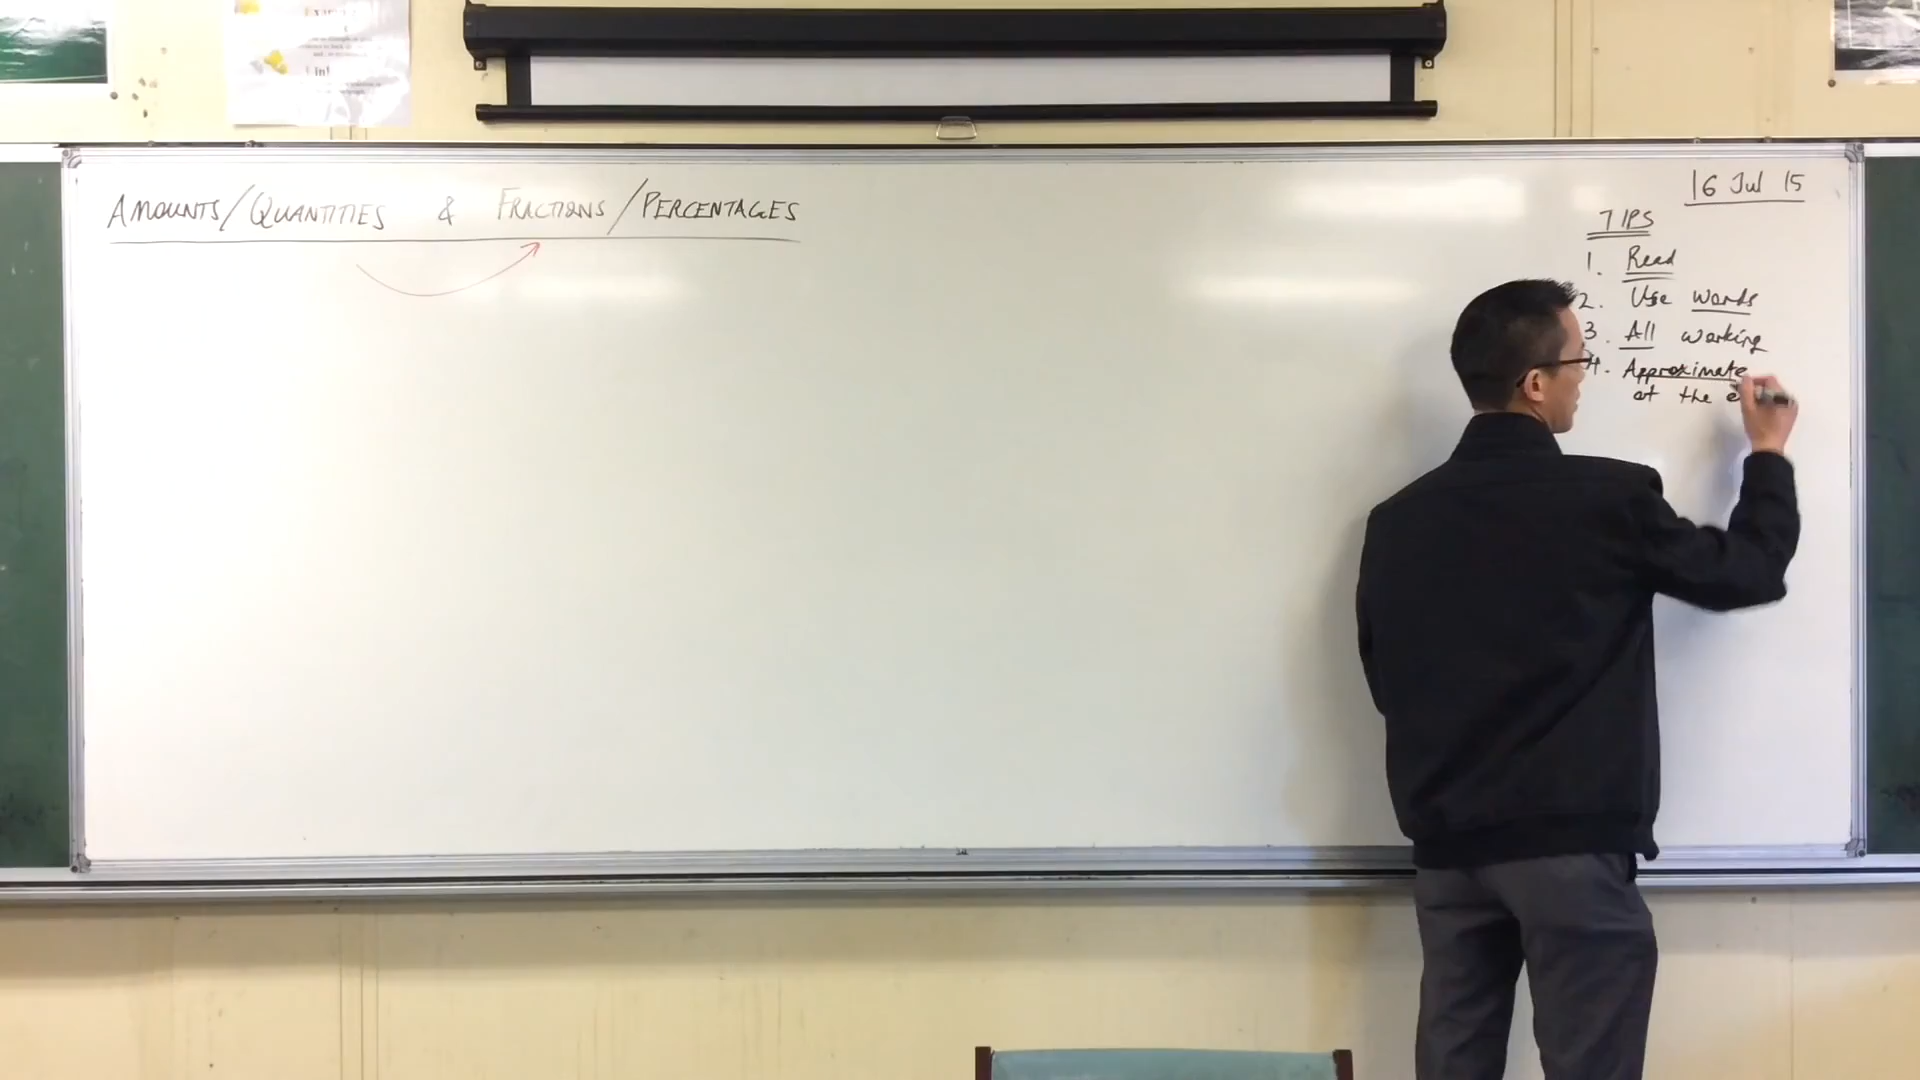 AMOUNTS/QUANTITIES & FRACTIONS/PERCENTAGES
16 Jul 15
TIPS
1. Read
2. Use words
3. All working
4. Approximate
at the e